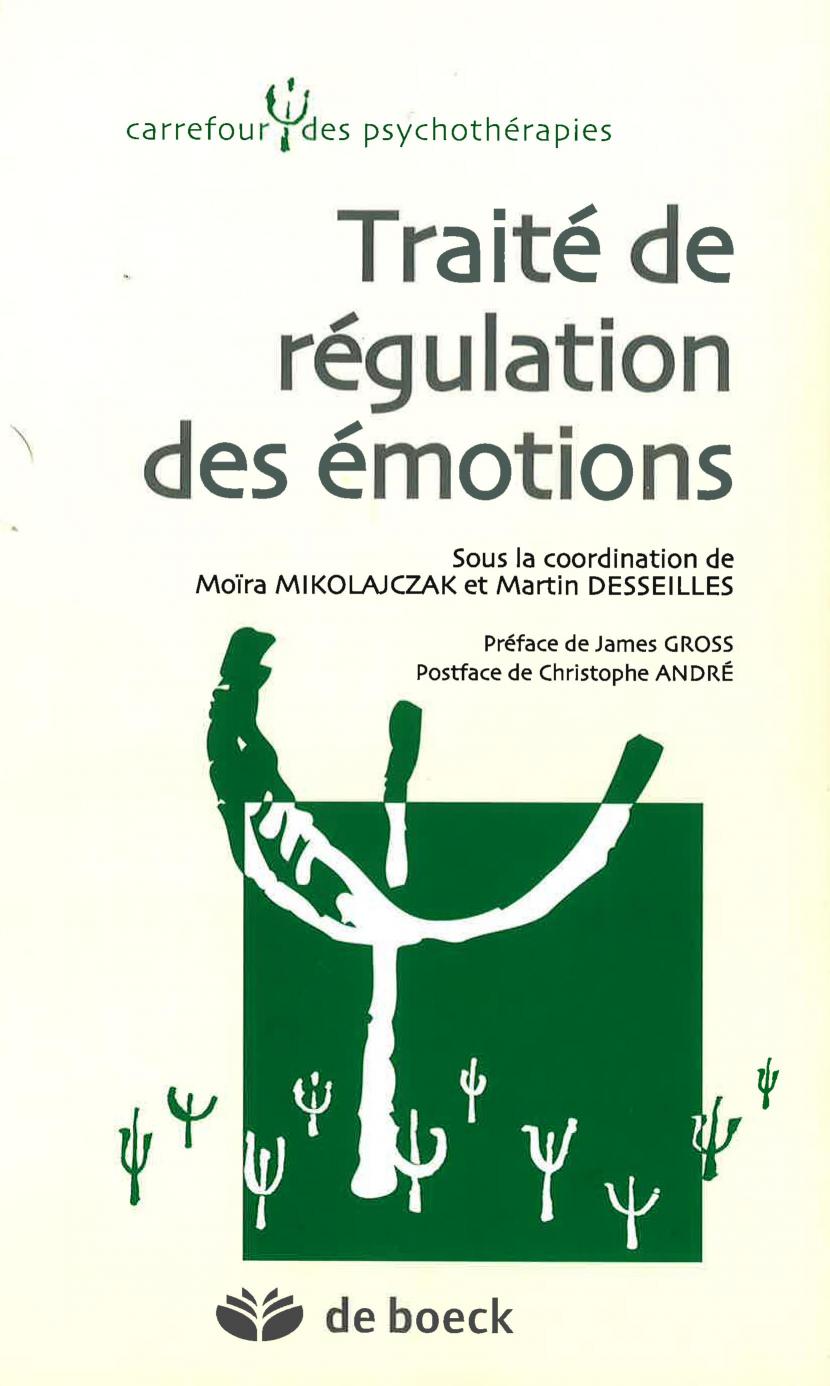 carrefour des psychothérapies
Traité de
régulation
des émotions
Sous la coordination de
Moïra MIKOLAJCZAK et Martin DESSEILLES
Préface de James GROSS
Postface de Christophe ANDRÉ
de boeck